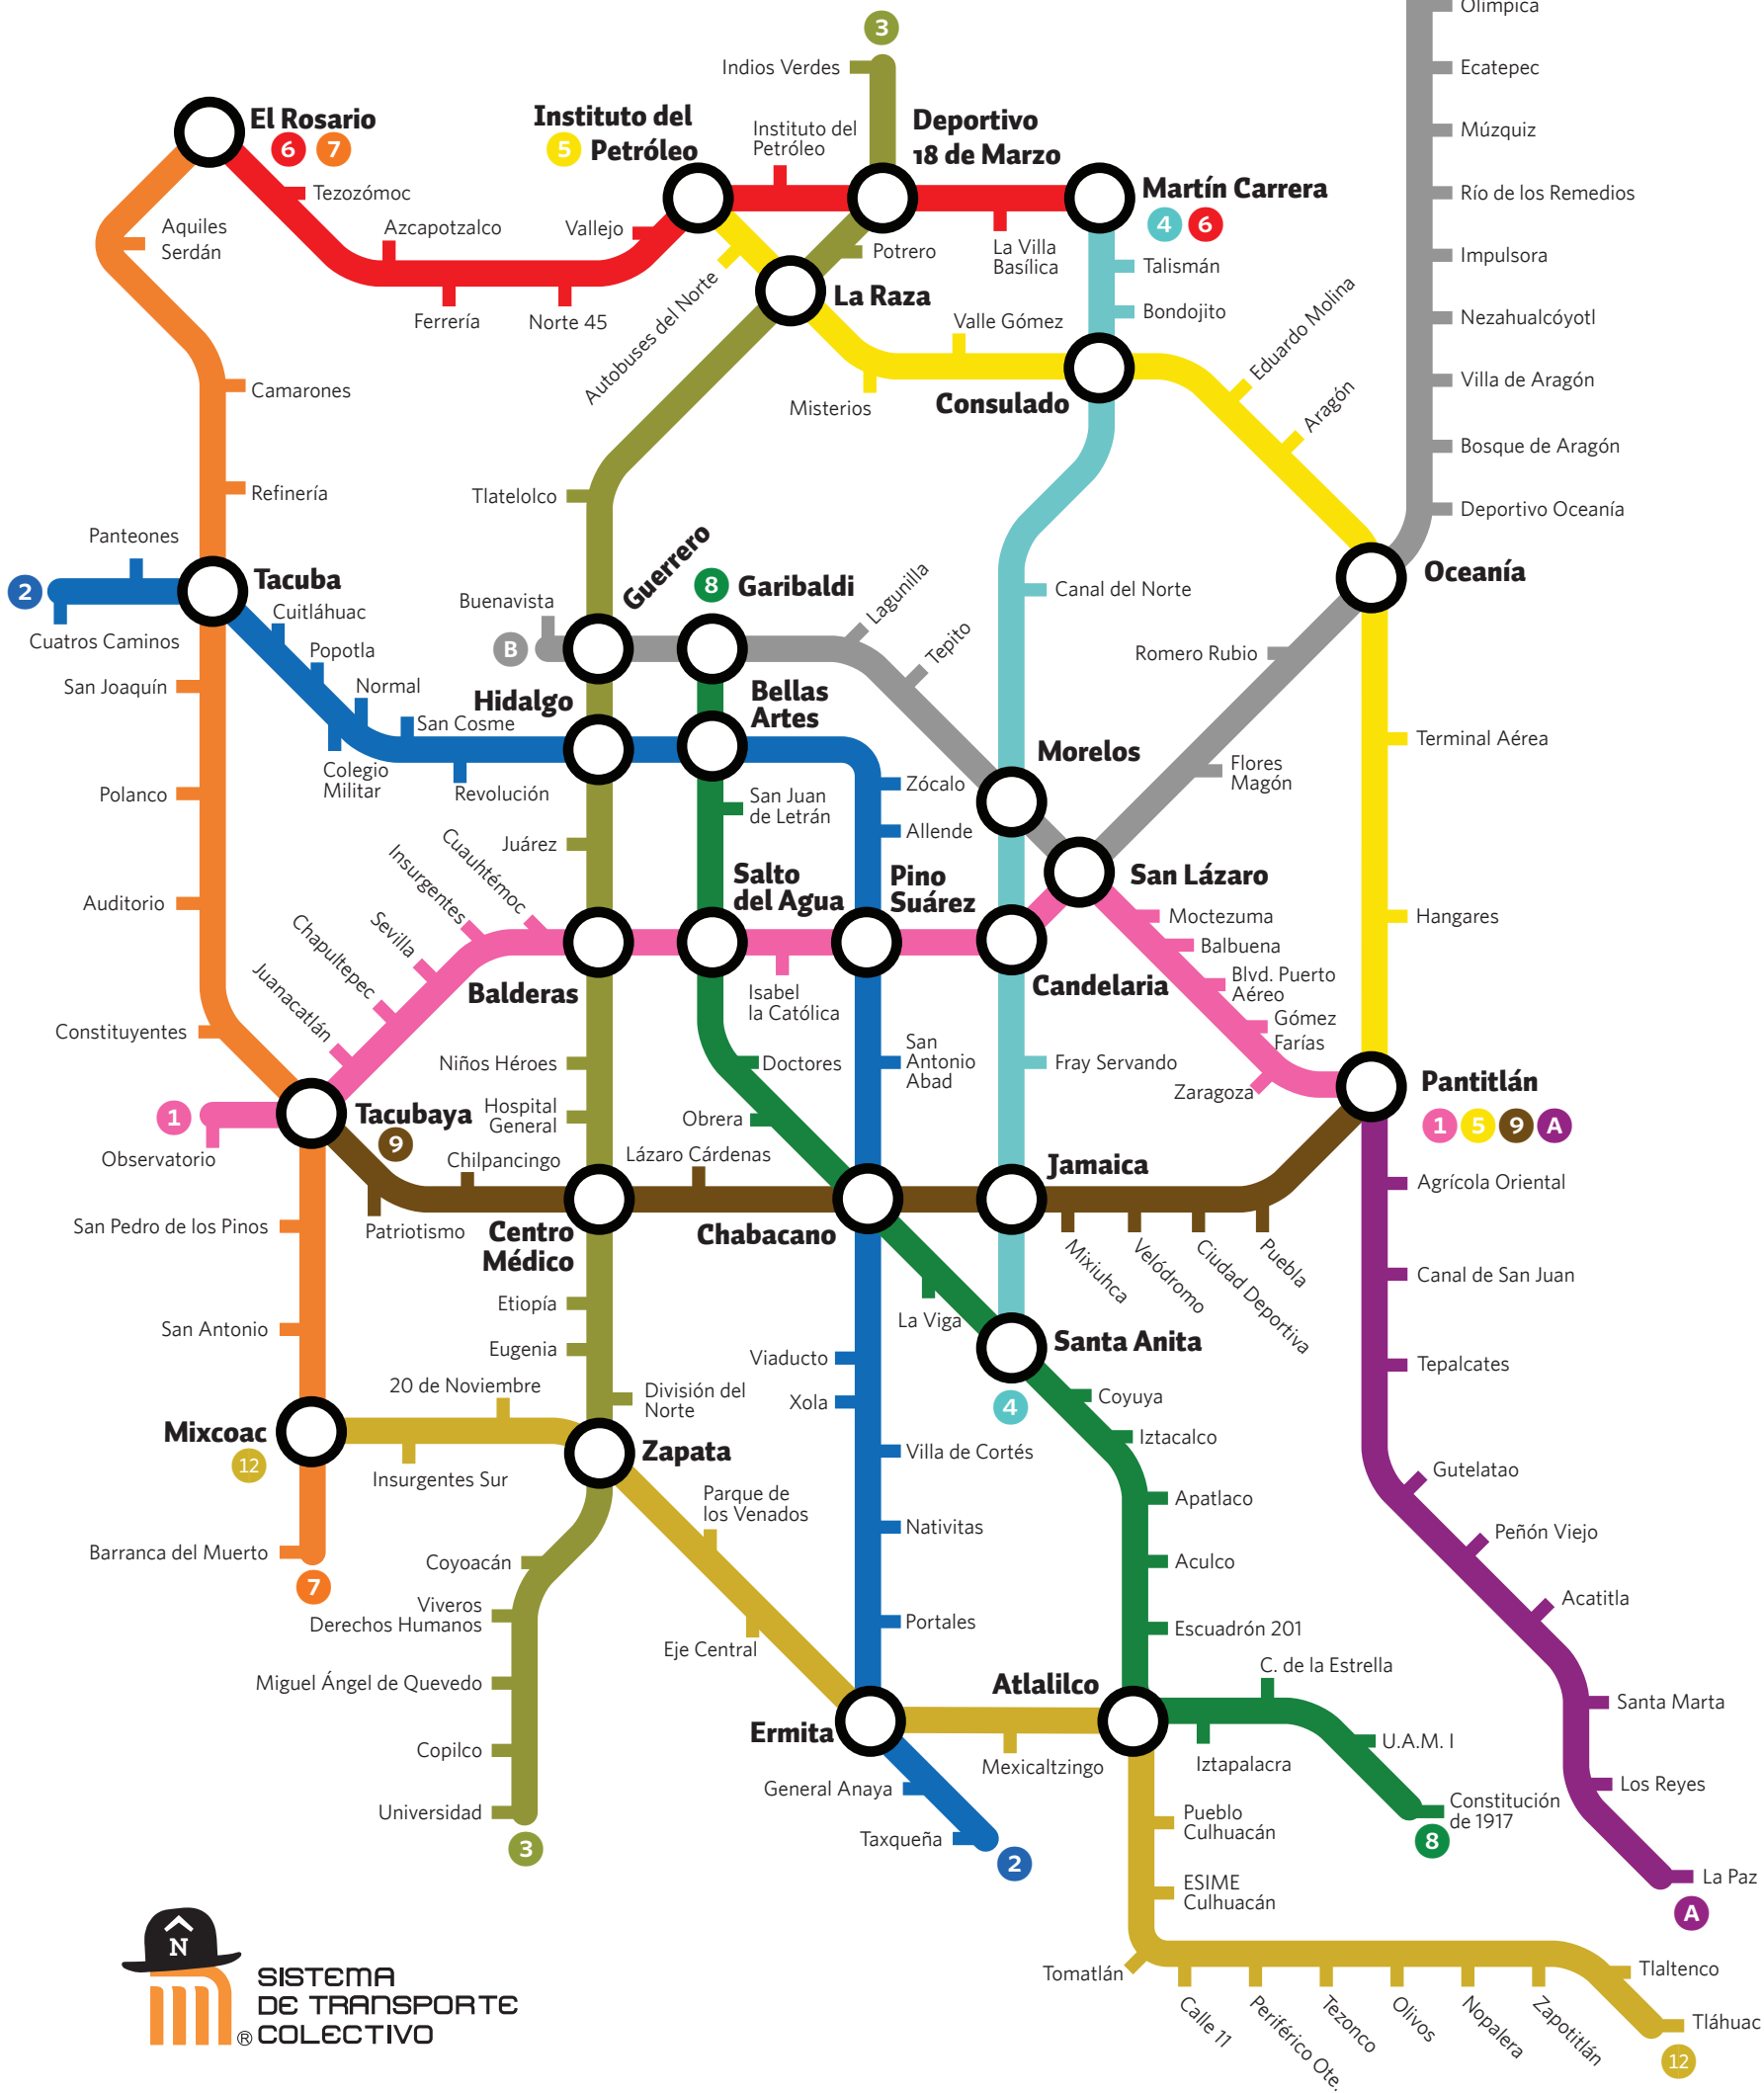 Olímpica
3
Indios Verdes
Ecatepec
El Rosario
6 7
Instituto del
5 Petróleo
Instituto del
Petróleo
Deportivo
18 de Marzo
Múzquiz
Martín Carrera
4 6
Tezozómoc
Río de los Remedios
Aquiles
Serdán
Azcapotzalco
Vallejo
Potrero
La Villa
Basílica
Talismán
Impulsora
La Raza
Bondojito
Ferrería
Norte 45
Autobuses del Norte
Valle Gómez
Eduardo Molina
Nezahualcóyotl
Camarones
Misterios
Consulado
Aragón
Villa de Aragón
Bosque de Aragón
Refinería
Tlatelolco
Deportivo Oceanía
Panteones
2
Tacuba
Cuatros Caminos
Cuitláhuac
Popotla
Normal
San Cosme
Colegio
Militar
Revolución
Buenavista
B
Guerrero
8 Garibaldi
Lagunilla
Tepito
Canal del Norte
Oceanía
Romero Rubio
San Joaquín
Hidalgo
Bellas
Artes
Morelos
Terminal Aérea
Flores
Magón
Polanco
San Juan
de Letrán
Zócalo
Allende
Juárez
Cuauhtémoc
Insurgentes
Sevilla
Chapultepec
Juanacatlán
Auditorio
Salto
del Agua
Pino
Suárez
San Lázaro
Moctezuma
Balbuena
Blvd. Puerto
Aéreo
Gómez
Farías
Zaragoza
Hangares
Balderas
Isabel
la Católica
Candelaria
Constituyentes
Niños Héroes
Doctores
San
Antonio
Abad
Fray Servando
Pantitlán
1 5 9 A
1
Tacubaya
9
Observatorio
Hospital
General
Obrera
Chilpancingo
Lázaro Cárdenas
Jamaica
Agrícola Oriental
San Pedro de los Pinos
Patriotismo
Centro
Médico
Chabacano
Mixiuhca
Velódromo
Ciudad Deportiva
Puebla
Canal de San Juan
Etiopía
La Viga
San Antonio
Eugenia
Viaducto
Santa Anita
4
Tepalcates
20 de Noviembre
División del
Norte
Xola
Coyuya
Iztacalco
Mixcoac
12
Insurgentes Sur
Zapata
Villa de Cortés
Gutelatao
Parque de
los Venados
Apatlaco
Nativitas
Peñón Viejo
Barranca del Muerto
7
Coyoacán
Aculco
Viveros
Derechos Humanos
Portales
Escuadrón 201
Acatitla
Eje Central
C. de la Estrella
Miguel Ángel de Quevedo
Atlalilco
Santa Marta
Ermita
Copilco
Mexicaltzingo
Iztapalacra
U.A.M. I
General Anaya
Los Reyes
Universidad
3
Taxqueña
2
Pueblo
Culhuacán
Constitución
de 1917
8
ESIME
Culhuacán
La Paz
A
Tomatlán
Calle 11
Periférico Ote.
Tezonco
Olivos
Nopalera
Zapotitlán
Tlaltenco
Tláhuac
12
N
SISTEMA
DE TRANSPORTE
® COLECTIVO